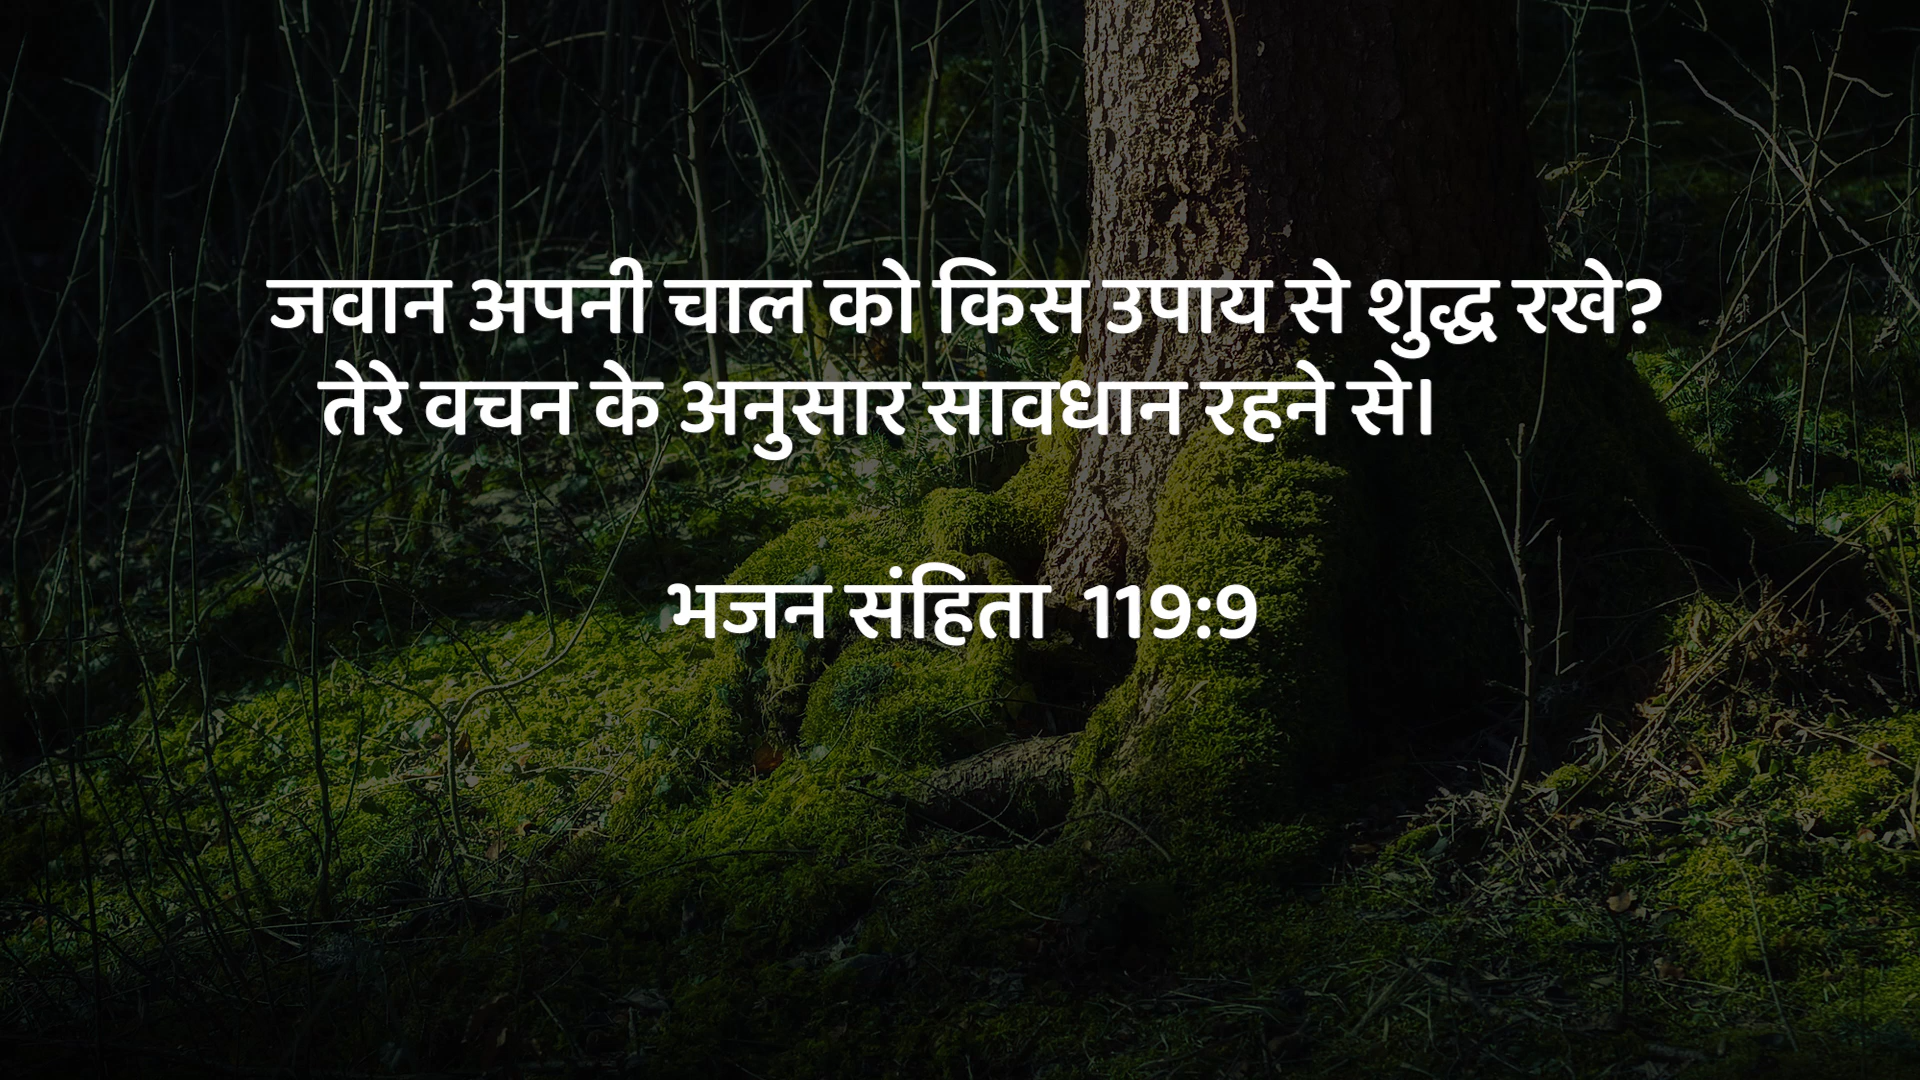 जवान अपनी चाल को किस उपाय से शुद्ध रखे?
तेरे वचन के अनुसार सावधान रहने से।
भजन संहिता 119:9